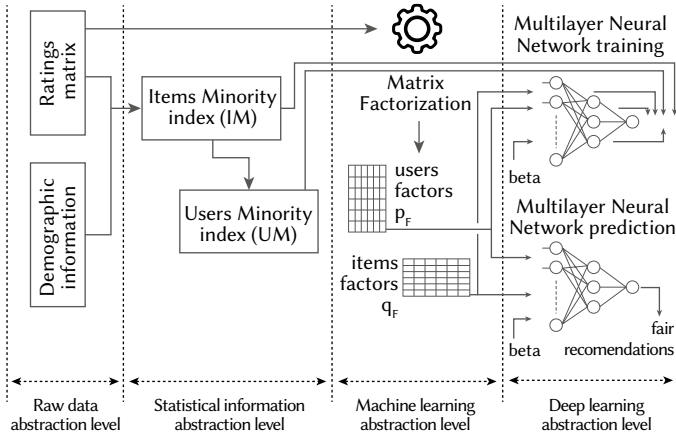 Ratings
matrix
Demographic
information
Items Minority
index (IM)
Users Minority
index (UM)
Matrix
Factorization
users
factors
pF
items
factors
qF
Multilayer Neural
Network training
beta
Multilayer Neural
Network prediction
beta
fair
recomendations
Raw data
abstraction level
Statistical information
abstraction level
Machine learning
abstraction level
Deep learning
abstraction level